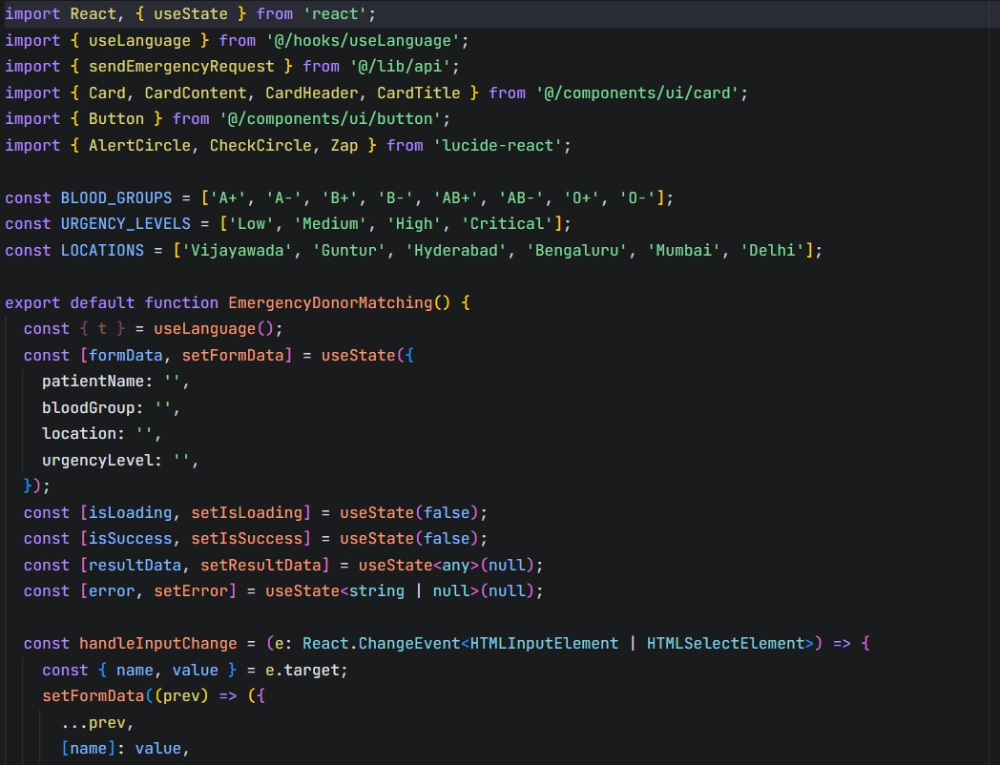 import React, { useState } from 'react';
import { useLanguage } from '@/hooks/useLanguage';
import { sendEmergencyRequest } from '@/lib/api';
import { Card, CardContent, CardHeader, CardTitle } from '@/components/ui/card';
import { Button } from '@/components/ui/button';
import { AlertCircle, CheckCircle, Zap } from 'lucide-react';

const BLOOD_GROUPS = ['A+', 'A-', 'B+', 'B-', 'AB+', 'AB-', 'O+', 'O-'];
const URGENCY_LEVELS = ['Low', 'Medium', 'High', 'Critical'];
const LOCATIONS = ['Vijayawada', 'Guntur', 'Hyderabad', 'Bengaluru', 'Mumbai', 'Delhi'];

export default function EmergencyDonorMatching() {
  const { t } = useLanguage();
  const [formData, setFormData] = useState({
    patientName: '',
    bloodGroup: '',
    location: '',
    urgencyLevel: '',
  });
  const [isLoading, setIsLoading] = useState(false);
  const [isSuccess, setIsSuccess] = useState(false);
  const [resultData, setResultData] = useState<any>(null);
  const [error, setError] = useState<string | null>(null);

  const handleInputChange = (e: React.ChangeEvent<HTMLInputElement | HTMLSelectElement>) => {
    const { name, value } = e.target;
    setFormData((prev) => ({
      ...prev,
      [name]: value,